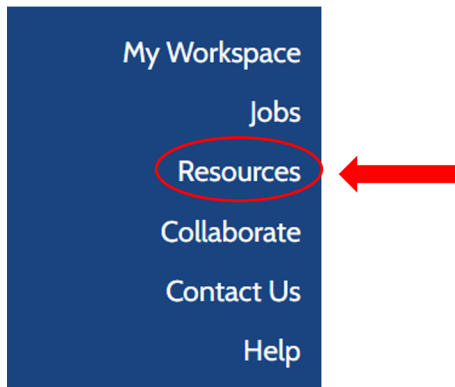 My Workspace
Jobs
Resources
Collaborate
Contact Us
Help